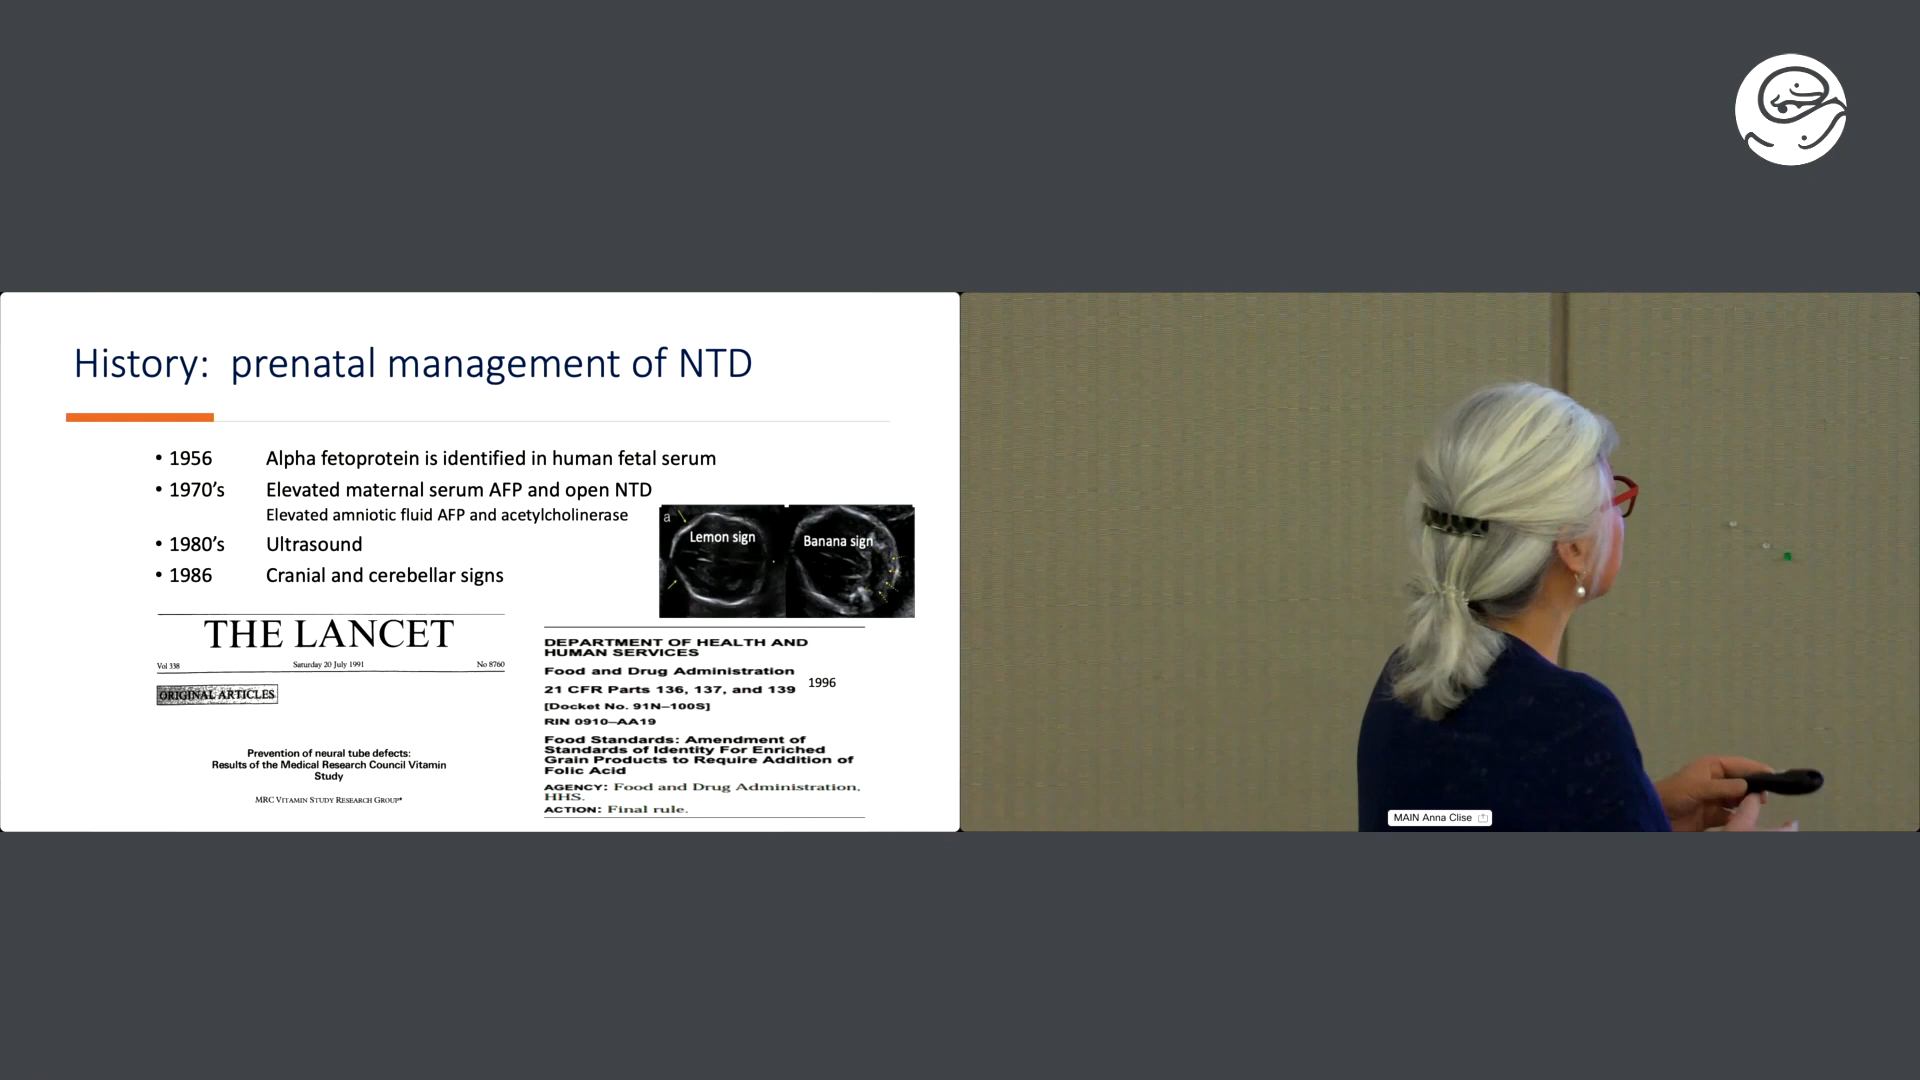 History: prenatal management of NTD
• 1956 Alpha fetoprotein is identified in human fetal serum
• 1970’s Elevated maternal serum AFP and open NTD
Elevated amniotic fluid AFP and acetylcholinerase
• 1980’s Ultrasound
• 1986 Cranial and cerebellar signs
a
Lemon sign
Banana sign
THE LANCET
Vol 338 Saturday 20 July 1991 No 8760
ORIGINAL ARTICLES
Prevention of neural tube defects:
Results of the Medical Research Council Vitamin
Study
MRC VITAMIN STUDY RESEARCH GROUP*
DEPARTMENT OF HEALTH AND
HUMAN SERVICES
Food and Drug Administration
21 CFR Parts 136, 137, and 139
1996
[Docket No. 91N–100S]
RIN 0910–AA19
Food Standards: Amendment of
Standards of Identity For Enriched
Grain Products to Require Addition of
Folic Acid
AGENCY: Food and Drug Administration,
HHS.
ACTION: Final rule.
MAIN Anna Clise